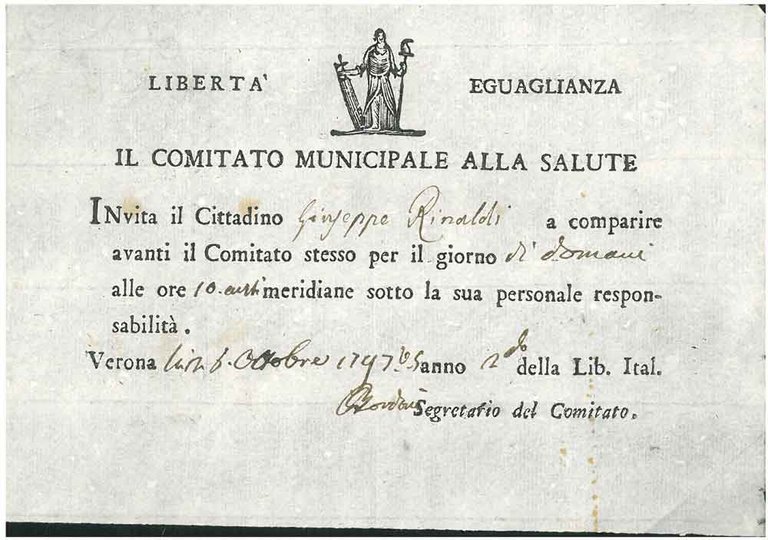 LIBERTA' EGUAGLIANZA
IL COMITATO MUNICIPALE ALLA SALUTE
INvita il Cittadino Giuseppe Rinaldi a comparire
avanti il Comitato stesso per il giorno di domani
alle ore 10 meridiane sotto la sua personale respon-
sabilità.
Verona 6. Ottobre 1797 anno 2do della Lib. Ital.
Segretario del Comitato.